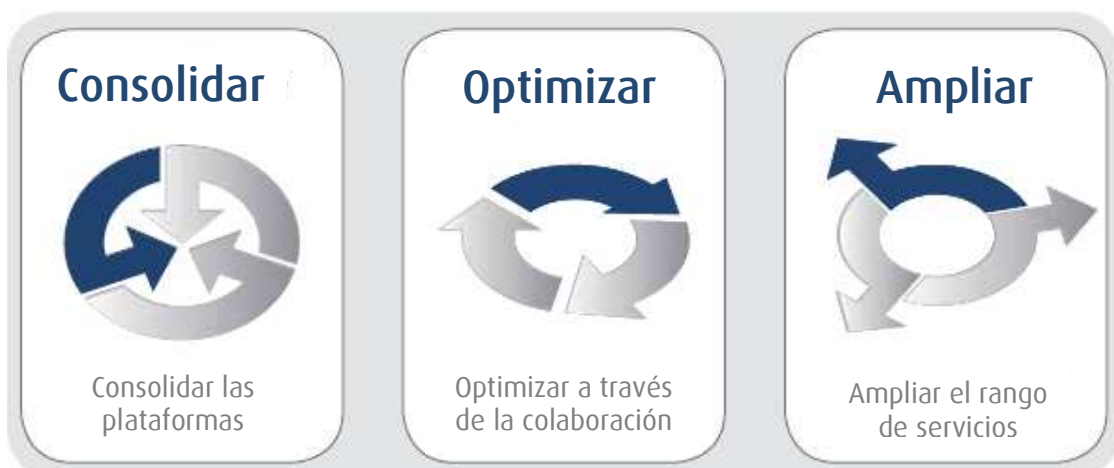 Consolidar
Consolidar las
plataformas
Optimizar
Optimizar a través
de la colaboración
Ampliar
Ampliar el rango
de servicios